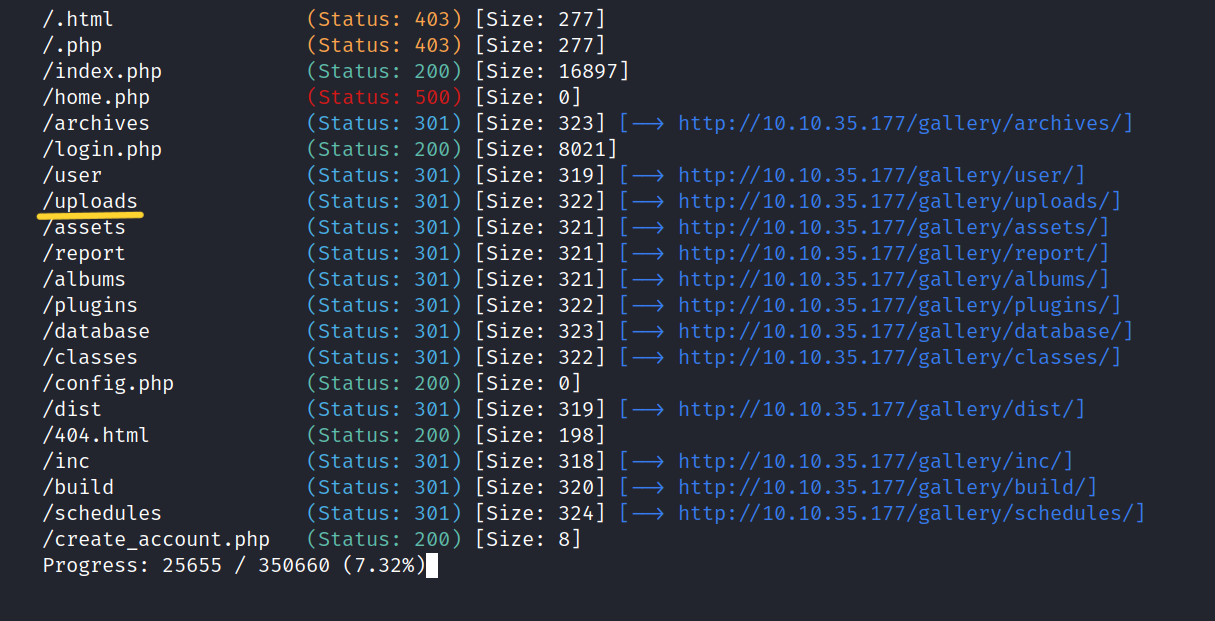 /.html (Status: 403) [Size: 277]
/.php (Status: 403) [Size: 277]
/index.php (Status: 200) [Size: 16897]
/home.php (Status: 500) [Size: 0]
/archives (Status: 301) [Size: 323] [--> http://10.10.35.177/gallery/archives/]
/login.php (Status: 200) [Size: 8021]
/user (Status: 301) [Size: 319] [--> http://10.10.35.177/gallery/user/]
/uploads (Status: 301) [Size: 322] [--> http://10.10.35.177/gallery/uploads/]
/assets (Status: 301) [Size: 321] [--> http://10.10.35.177/gallery/assets/]
/report (Status: 301) [Size: 321] [--> http://10.10.35.177/gallery/report/]
/albums (Status: 301) [Size: 321] [--> http://10.10.35.177/gallery/albums/]
/plugins (Status: 301) [Size: 322] [--> http://10.10.35.177/gallery/plugins/]
/database (Status: 301) [Size: 323] [--> http://10.10.35.177/gallery/database/]
/classes (Status: 301) [Size: 322] [--> http://10.10.35.177/gallery/classes/]
/config.php (Status: 200) [Size: 0]
/dist (Status: 301) [Size: 319] [--> http://10.10.35.177/gallery/dist/]
/404.html (Status: 200) [Size: 198]
/inc (Status: 301) [Size: 318] [--> http://10.10.35.177/gallery/inc/]
/build (Status: 301) [Size: 320] [--> http://10.10.35.177/gallery/build/]
/schedules (Status: 301) [Size: 324] [--> http://10.10.35.177/gallery/schedules/]
/create_account.php (Status: 200) [Size: 8]
Progress: 25655 / 350660 (7.32%)